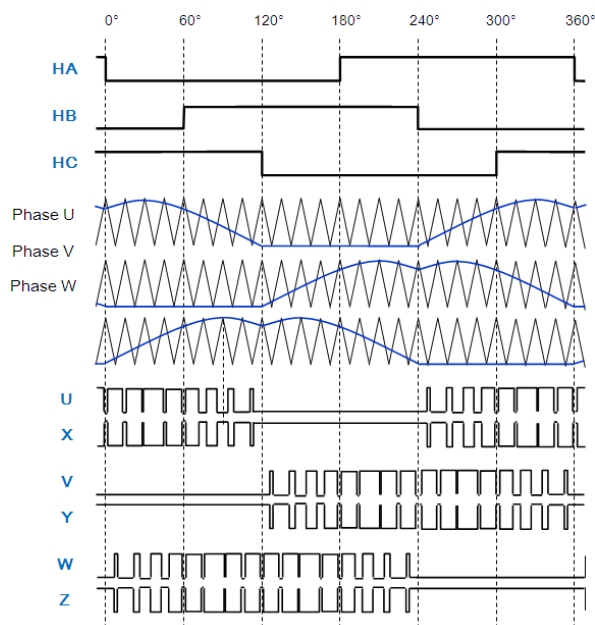 0° 60° 120° 180° 240° 300° 360°
HA
HB
HC
Phase U
Phase V
Phase W
U
X
V
Y
W
Z